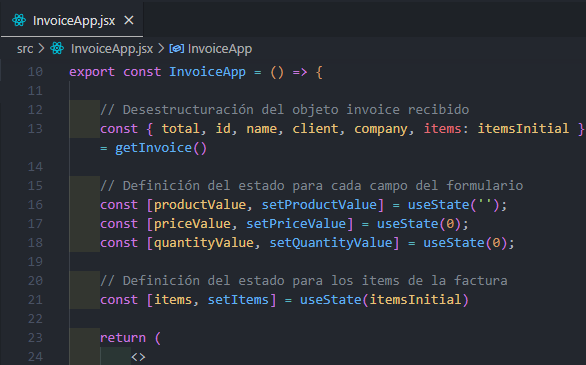 InvoiceApp.jsx ×
src > InvoiceApp.jsx > InvoiceApp
10 export const InvoiceApp = () => {
11
12 // Desestructuración del objeto invoice recibido
13 const { total, id, name, client, company, items: itemsInitial }
= getInvoice()
14
15 // Definición del estado para cada campo del formulario
16 const [productValue, setProductValue] = useState('');
17 const [priceValue, setPriceValue] = useState(0);
18 const [quantityValue, setQuantityValue] = useState(0);
19
20 // Definición del estado para los items de la factura
21 const [items, setItems] = useState(itemsInitial)
22
23 return (
24 <>